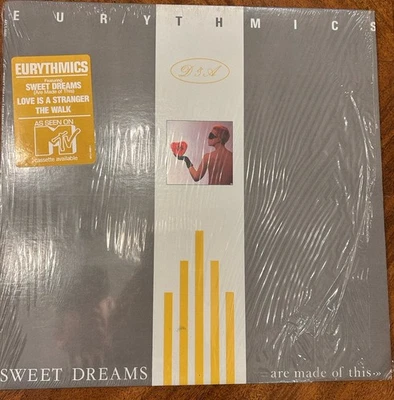 EURYTHMICS
EURYTHMICS
Featuring
SWEET DREAMS
(Are Made of This)
LOVE IS A STRANGER
THE WALK
AS SEEN ON
MTV
cassette available
D&A
SWEET DREAMS are made of this